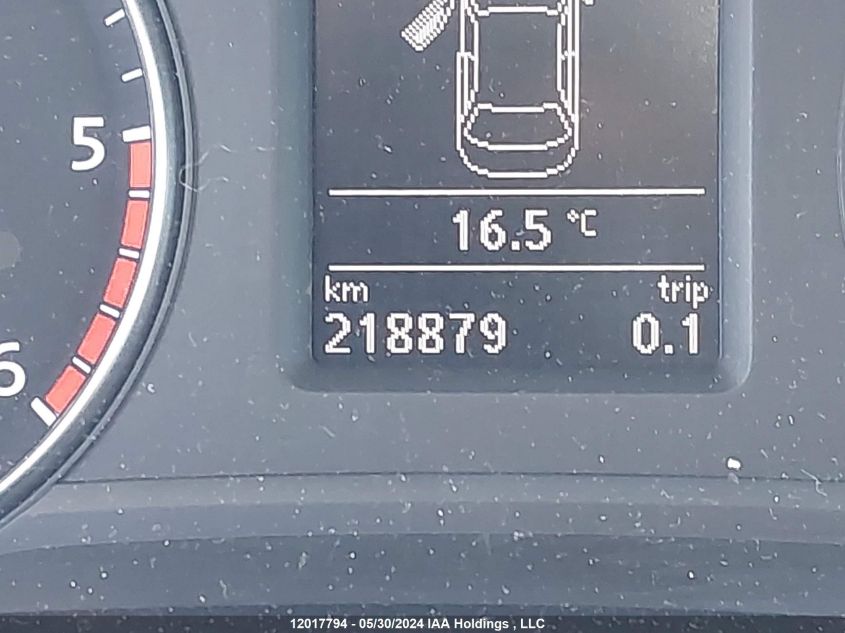 5
16.5 °C
km trip
218879 0.1
6
12017794 - 05/30/2024 IAA Holdings , LLC